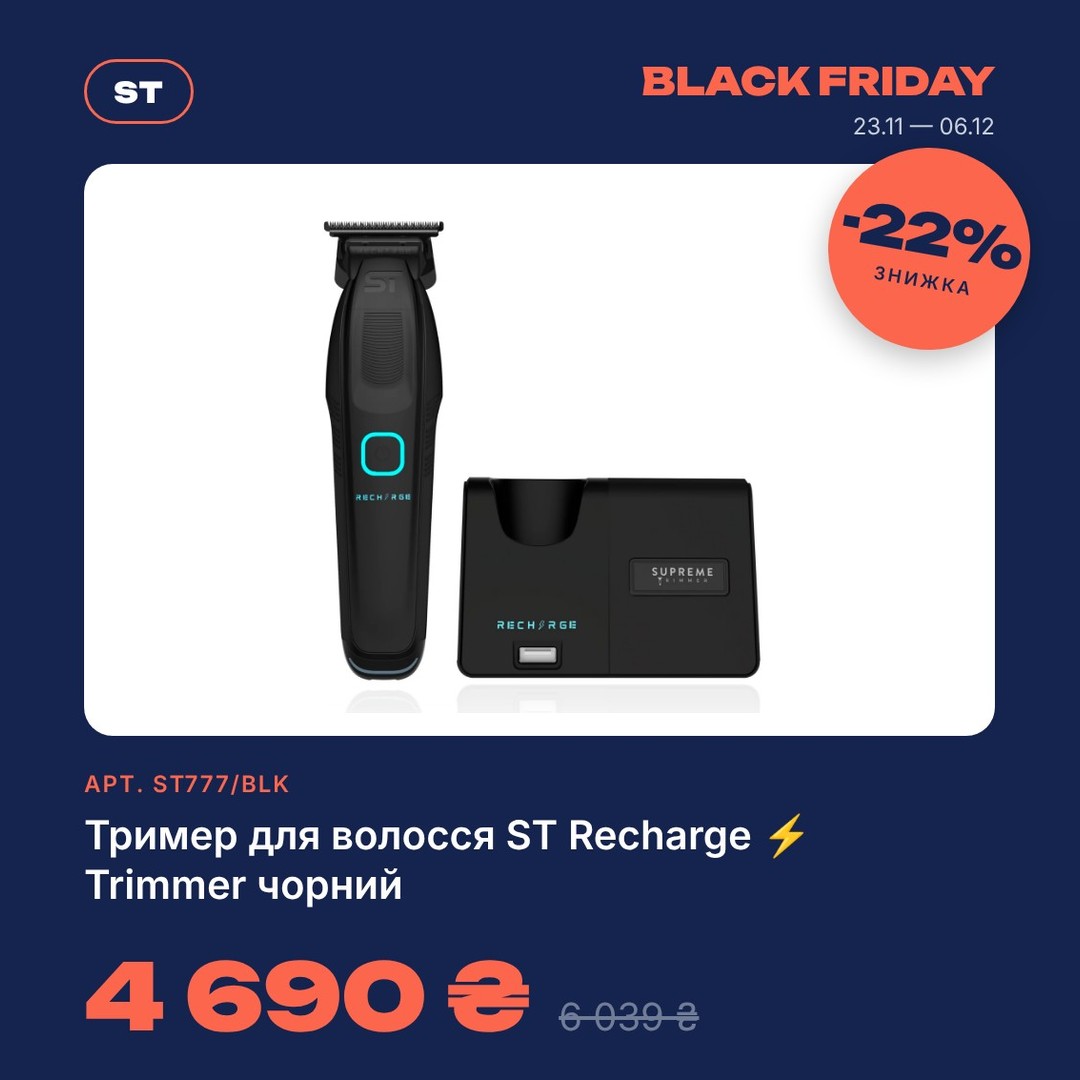 ST
BLACK FRIDAY
23.11 — 06.12
-22%
ЗНИЖКА
ST
RECHARGE
SUPREME
TRIMMER
RECHARGE
АРТ. ST777/BLK
Тример для волосся ST Recharge ⚡
Trimmer чорний
4 690 ₴
6 039 ₴